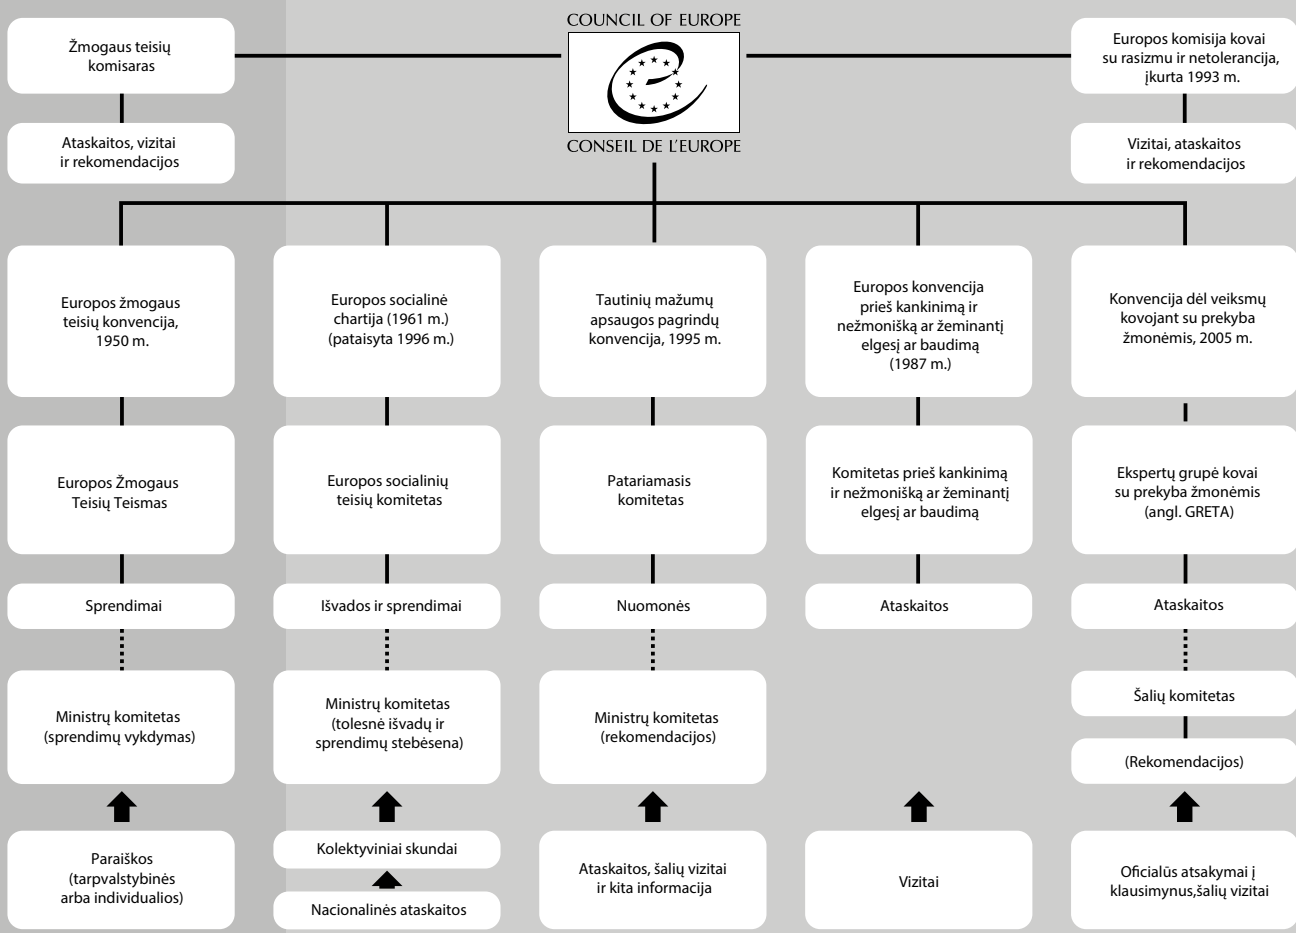 COUNCIL OF EUROPE
CONSEIL DE L'EUROPE
Žmogaus teisių
komisaras
Ataskaitos, vizitai
ir rekomendacijos
Europos komisija kovai
su rasizmu ir netolerancija,
įkurta 1993 m.
Vizitai, ataskaitos
ir rekomendacijos
Europos žmogaus
teisių konvencija,
1950 m.
Europos socialinė
chartija (1961 m.)
(pataisyta 1996 m.)
Tautinių mažumų
apsaugos pagrindų
konvencija, 1995 m.
Europos konvencija
prieš kankinimą ir
nežmonišką ar žeminantį
elgesį ar baudimą
(1987 m.)
Konvencija dėl veiksmų
kovojant su prekyba
žmonėmis, 2005 m.
Europos Žmogaus
Teisių Teismas
Europos socialinių
teisių komitetas
Patariamasis
komitetas
Komitetas prieš kankinimą
ir nežmonišką ar žeminantį
elgesį ar baudimą
Ekspertų grupė kovai
su prekyba žmonėmis
(angl. GRETA)
Sprendimai
Išvados ir sprendimai
Nuomonės
Ataskaitos
Ataskaitos
Ministrų komitetas
(sprendimų vykdymas)
Ministrų komitetas
(tolesnė išvadų ir
sprendimų stebėsena)
Ministrų komitetas
(rekomendacijos)
Šalių komitetas
(Rekomendacijos)
Paraiškos
(tarpvalstybinės
arba individualios)
Kolektyviniai skundai
Nacionalinės ataskaitos
Ataskaitos, šalių vizitai
ir kita informacija
Vizitai
Oficialūs atsakymai į
klausimynus,šalių vizitai